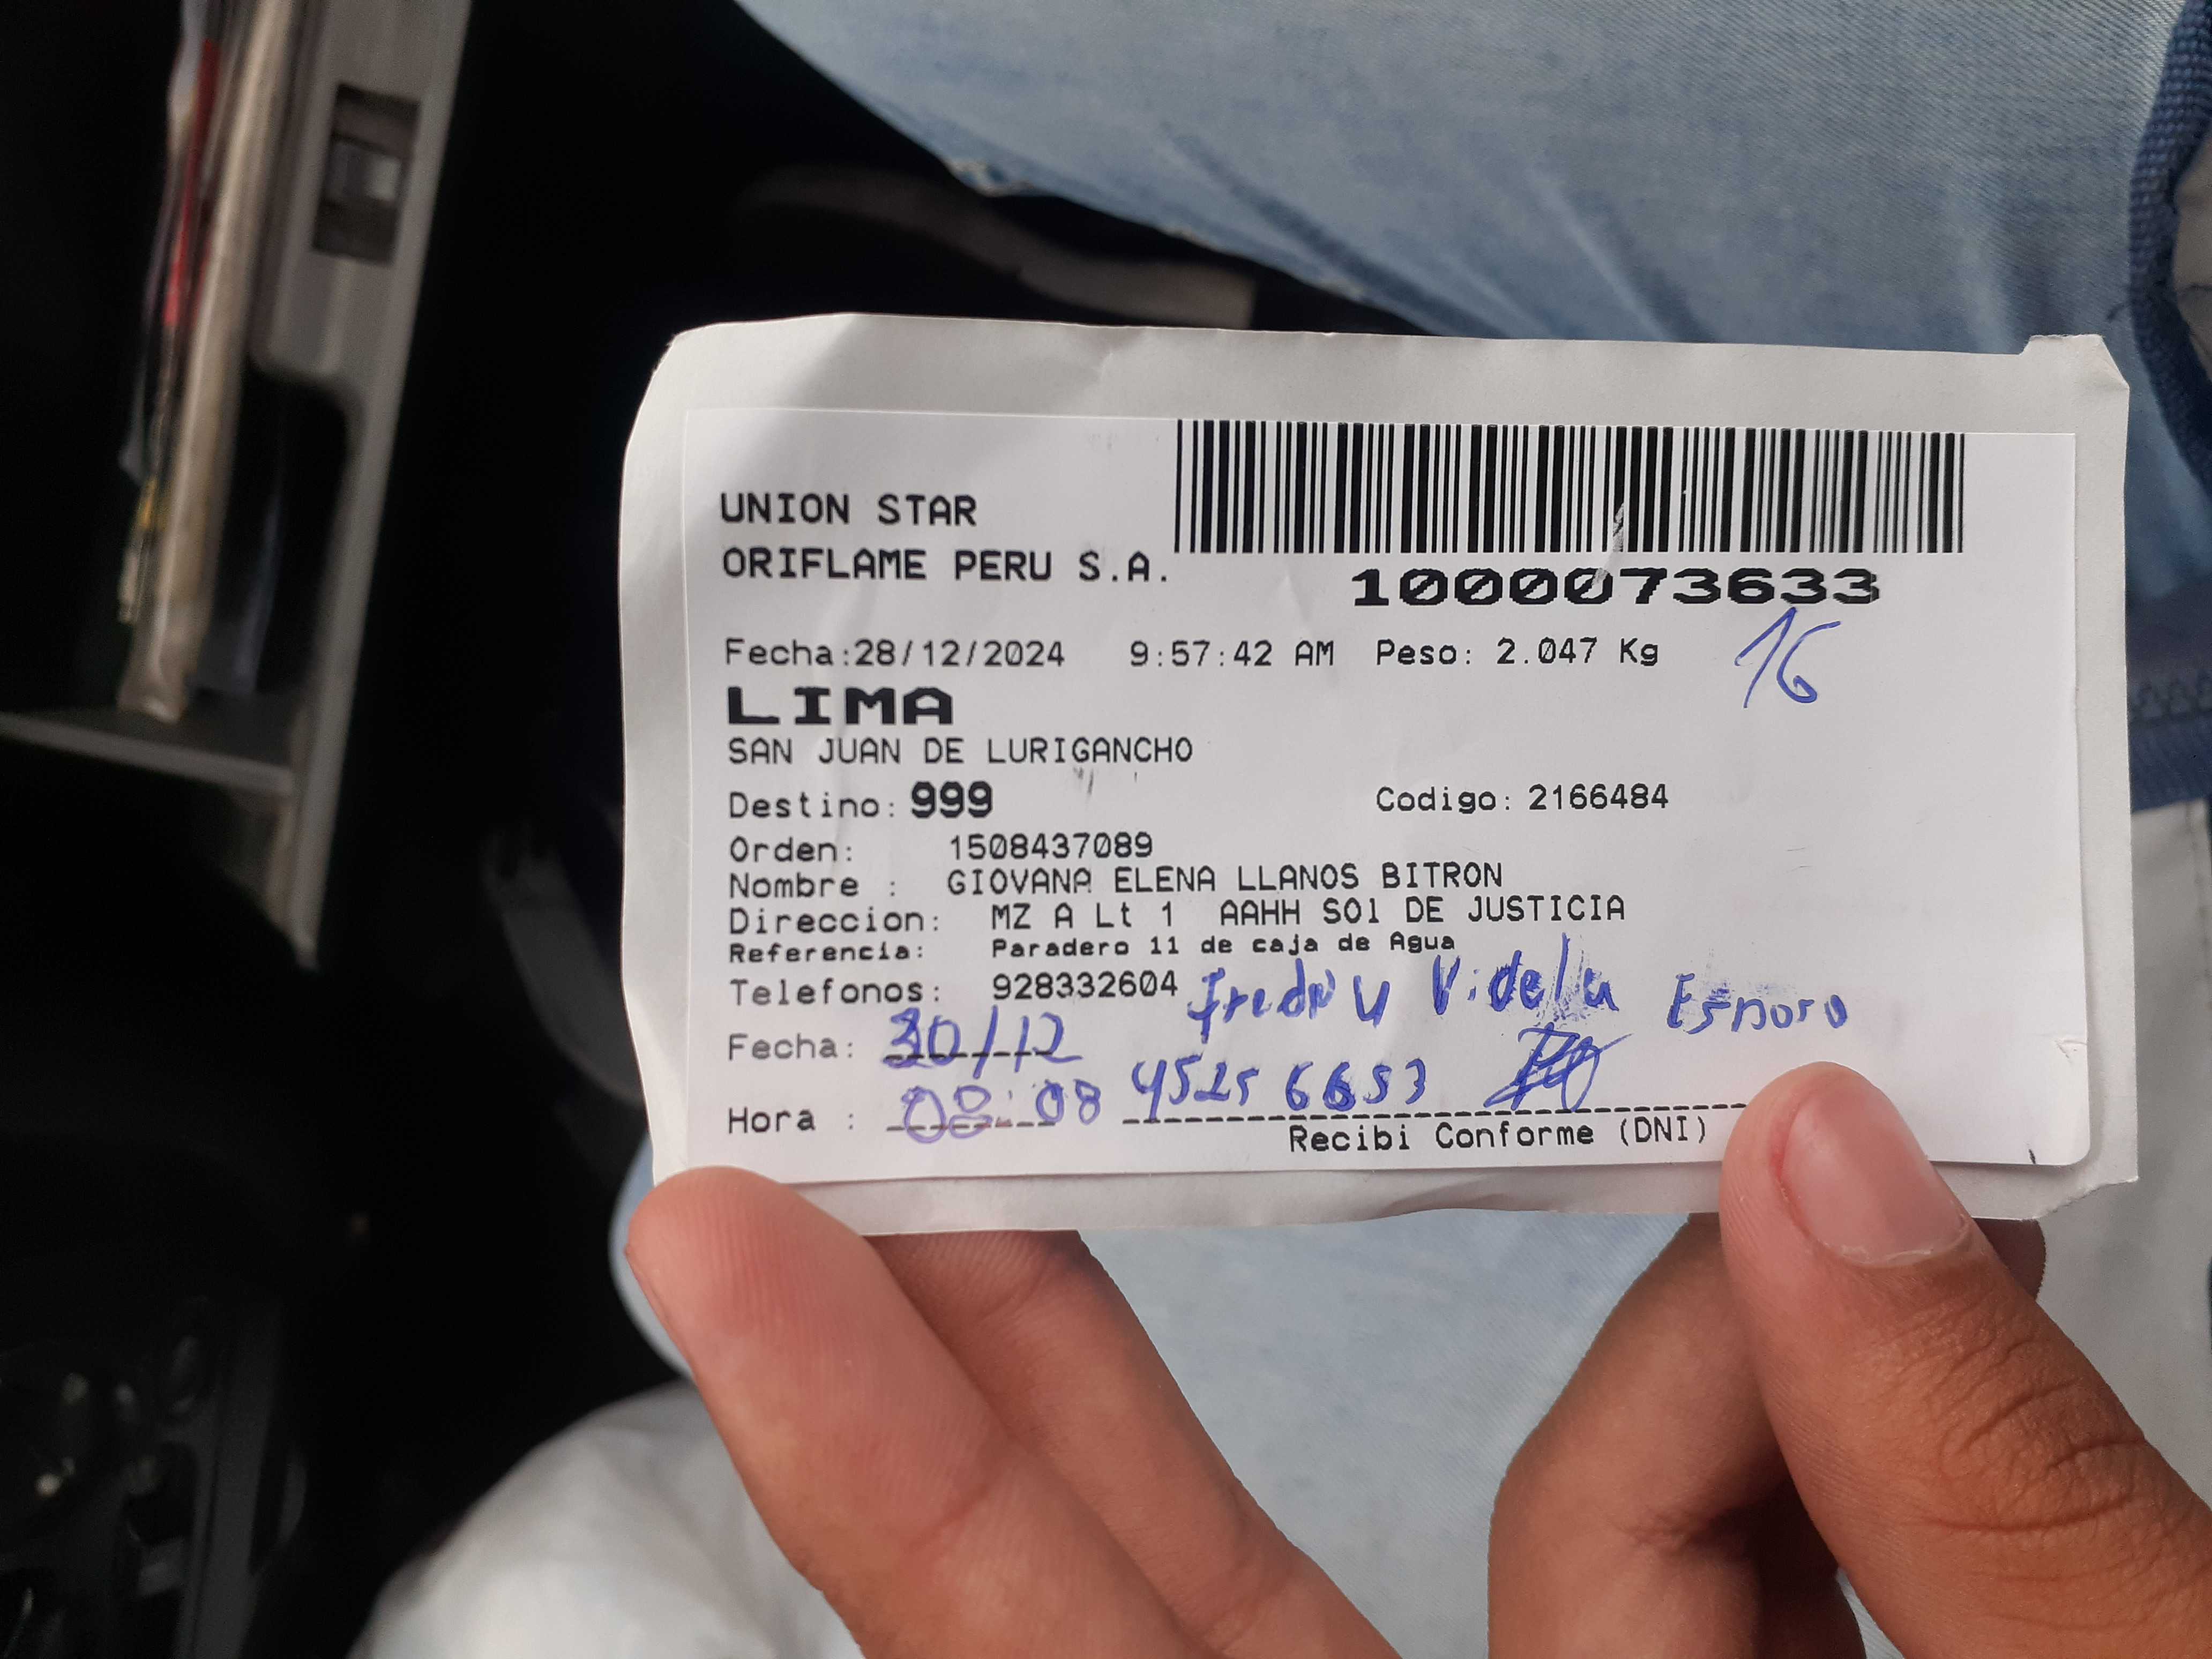 UNION STAR
ORIFLAME PERU S.A.
1000073633
Fecha:28/12/2024 9:57:42 AM Peso: 2.047 Kg 16
LIMA
SAN JUAN DE LURIGANCHO
Destino: 999 Codigo: 2166484
Orden: 1508437089
Nombre : GIOVANA ELENA LLANOS BITRON
Direccion: MZ A Lt 1 AAHH SO1 DE JUSTICIA
Referencia: Paradero 11 de caja de Agua
Telefonos: 928332604 Videla
Fecha: 30/12
Hora : 08:08 45256653
Recibi Conforme (DNI)